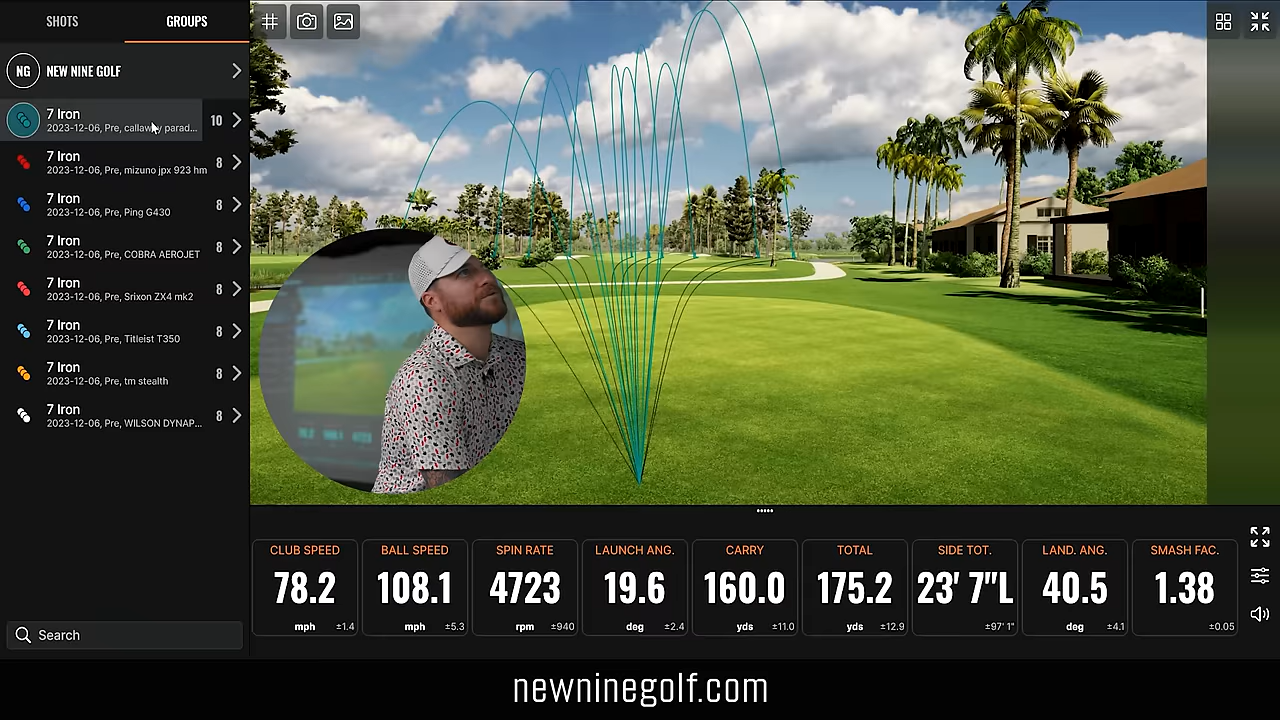 SHOTS
GROUPS
NG
NEW NINE GOLF
7 Iron
2023-12-06, Pre, callaway parad...
10
7 Iron
2023-12-06, Pre, mizuno jpx 923 hm
8
7 Iron
2023-12-06, Pre, Ping G430
8
7 Iron
2023-12-06, Pre, COBRA AEROJET
8
7 Iron
2023-12-06, Pre, Srixon ZX4 mk2
8
7 Iron
2023-12-06, Pre, Titleist T350
8
7 Iron
2023-12-06, Pre, tm stealth
8
7 Iron
2023-12-06, Pre, WILSON DYNAP...
8
Search
CLUB SPEED
78.2
mph ±1.4
BALL SPEED
108.1
mph ±5.3
SPIN RATE
4723
rpm ±940
LAUNCH ANG.
19.6
deg ±2.4
CARRY
160.0
yds ±11.0
TOTAL
175.2
yds ±12.9
SIDE TOT.
23' 7"L
±97' 1"
LAND. ANG.
40.5
deg ±4.1
SMASH FAC.
1.38
±0.05
newninegolf.com